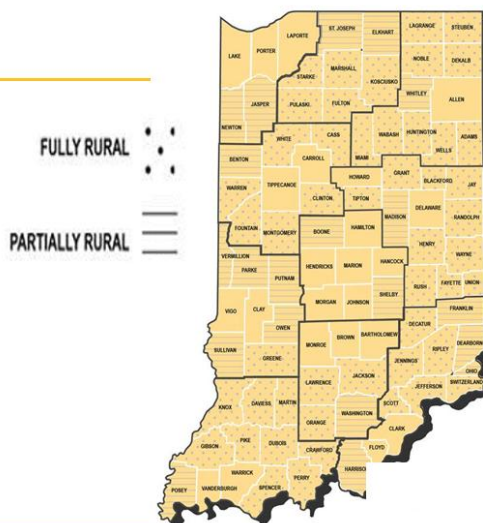 FULLY RURAL
PARTIALLY RURAL
LAKE
PORTER
LAPORTE
ST. JOSEPH
ELKHART
LAGRANGE
STEUBEN
NOBLE
DEKALB
STARKE
MARSHALL
KOSCIUSKO
NEWTON
JASPER
PULASKI
FULTON
WHITLEY
ALLEN
WABASH
HUNTINGTON
WELLS
ADAMS
BENTON
WHITE
CASS
MIAMI
CARROLL
HOWARD
GRANT
BLACKFORD
JAY
WARREN
TIPPECANOE
CLINTON
TIPTON
MADISON
DELAWARE
RANDOLPH
FOUNTAIN
MONTGOMERY
BOONE
HAMILTON
HENRY
WAYNE
VERMILLION
PARKE
PUTNAM
HENDRICKS
MARION
HANCOCK
RUSH
FAYETTE
UNION
VIGO
CLAY
MORGAN
JOHNSON
SHELBY
DECATUR
FRANKLIN
OWEN
MONROE
BROWN
BARTHOLOMEW
RIPLEY
DEARBORN
SULLIVAN
GREENE
LAWRENCE
JACKSON
JENNINGS
JEFFERSON
OHIO
SWITZERLAND
KNOX
DAVIESS
MARTIN
ORANGE
WASHINGTON
SCOTT
CLARK
GIBSON
PIKE
DUBOIS
CRAWFORD
FLOYD
HARRISO
POSEY
VANDERBURGH
WARRICK
SPENCER
PERRY